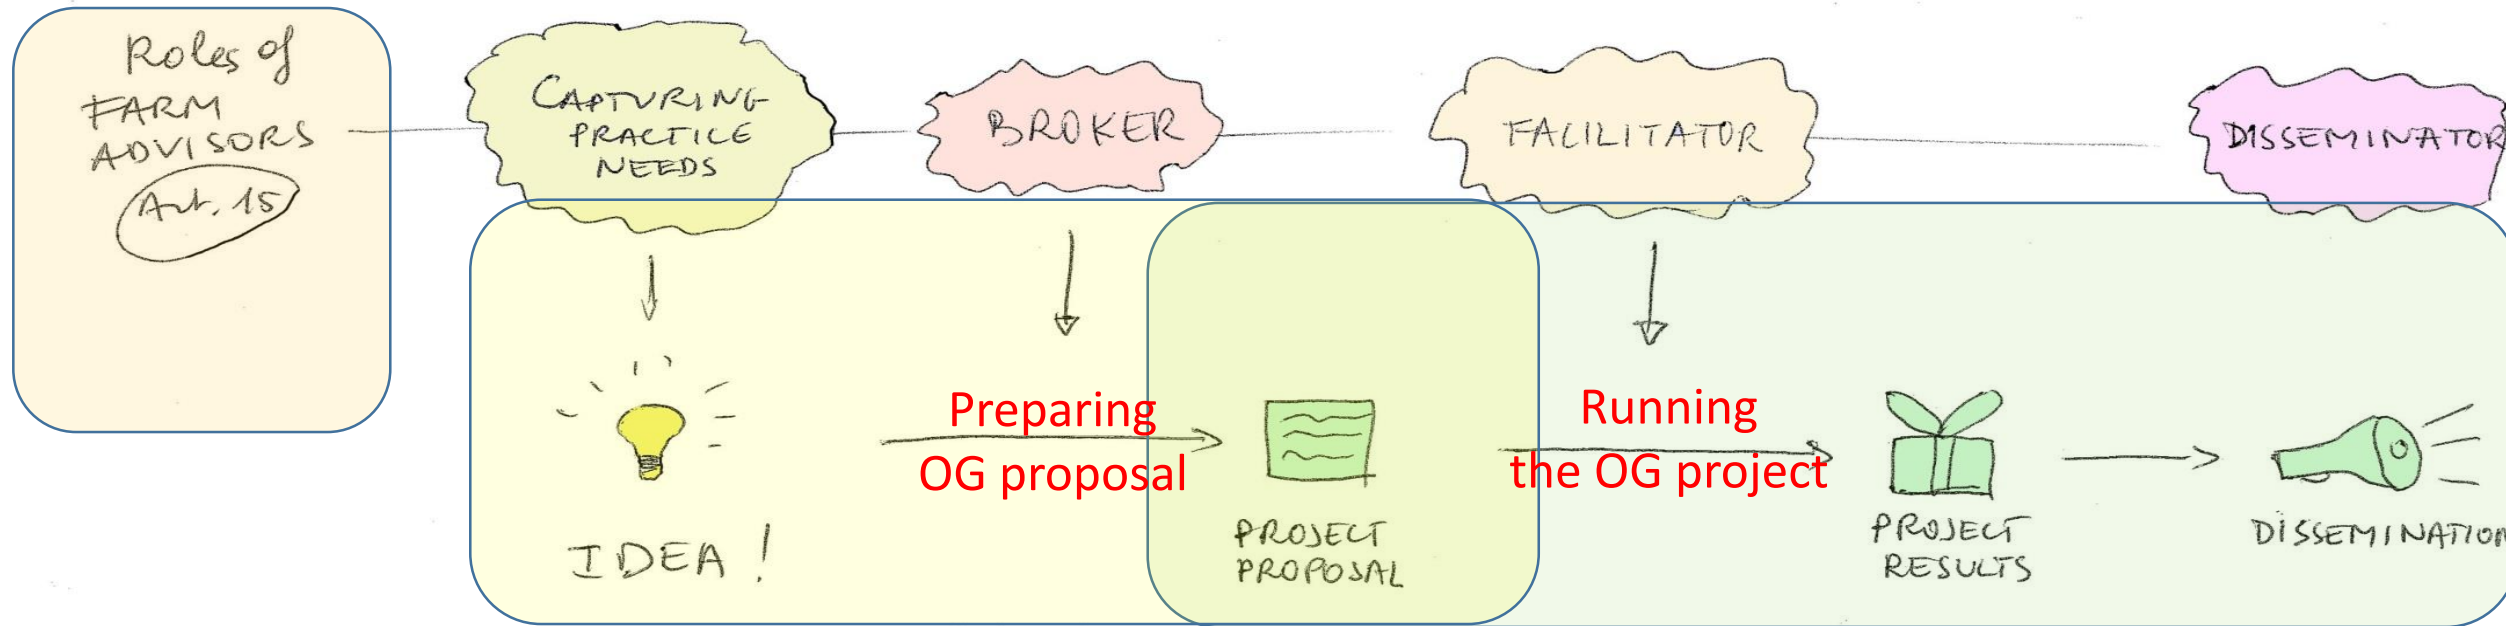 Roles of
FARM
ADVISORS
Art. 15
CAPTURING
PRACTICE
NEEDS
BROKER
FACILITATOR
DISSEMINATOR
IDEA !
Preparing
OG proposal
PROJECT
PROPOSAL
Running
the OG project
PROJECT
RESULTS
DISSEMINATION